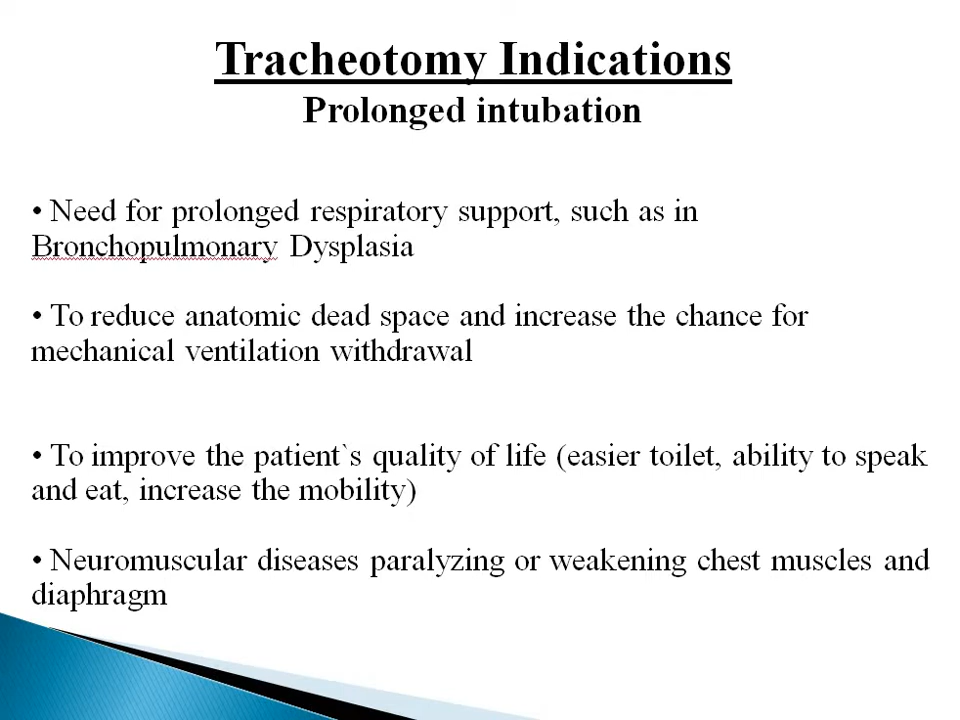 Tracheotomy Indications
Prolonged intubation
• Need for prolonged respiratory support, such as in
Bronchopulmonary Dysplasia
• To reduce anatomic dead space and increase the chance for
mechanical ventilation withdrawal
• To improve the patient`s quality of life (easier toilet, ability to speak
and eat, increase the mobility)
• Neuromuscular diseases paralyzing or weakening chest muscles and
diaphragm